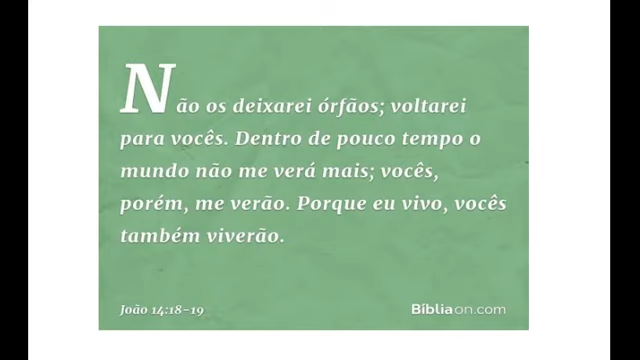 Não os deixarei órfãos; voltarei
para vocês. Dentro de pouco tempo o
mundo não me verá mais; vocês,
porém, me verão. Porque eu vivo, vocês
também viverão.
João 14:18-19
Bíbliaon.com